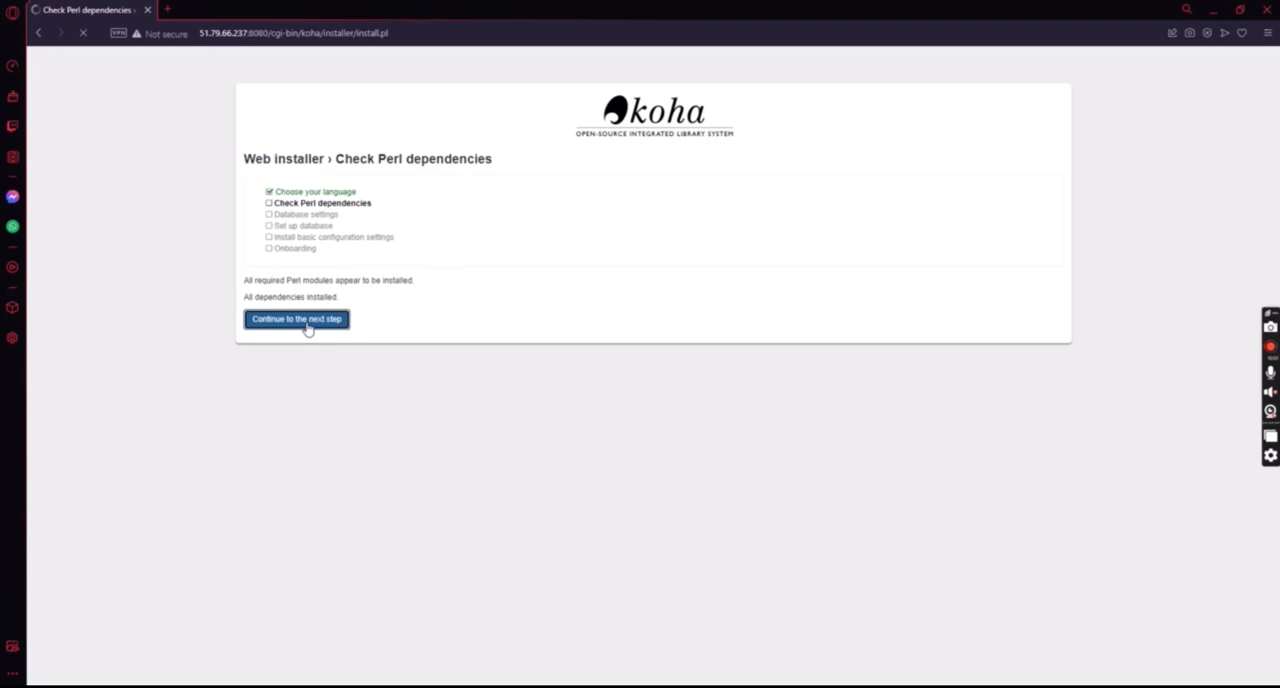 Check Perl dependencies ›
VPN Not secure 51.79.66.237:8080/cgi-bin/koha/installer/install.pl
koha
OPEN-SOURCE INTEGRATED LIBRARY SYSTEM
Web installer › Check Perl dependencies
Choose your language
Check Perl dependencies
Database settings
Set up database
Install basic configuration settings
Onboarding
All required Perl modules appear to be installed.
All dependencies installed.
Continue to the next step